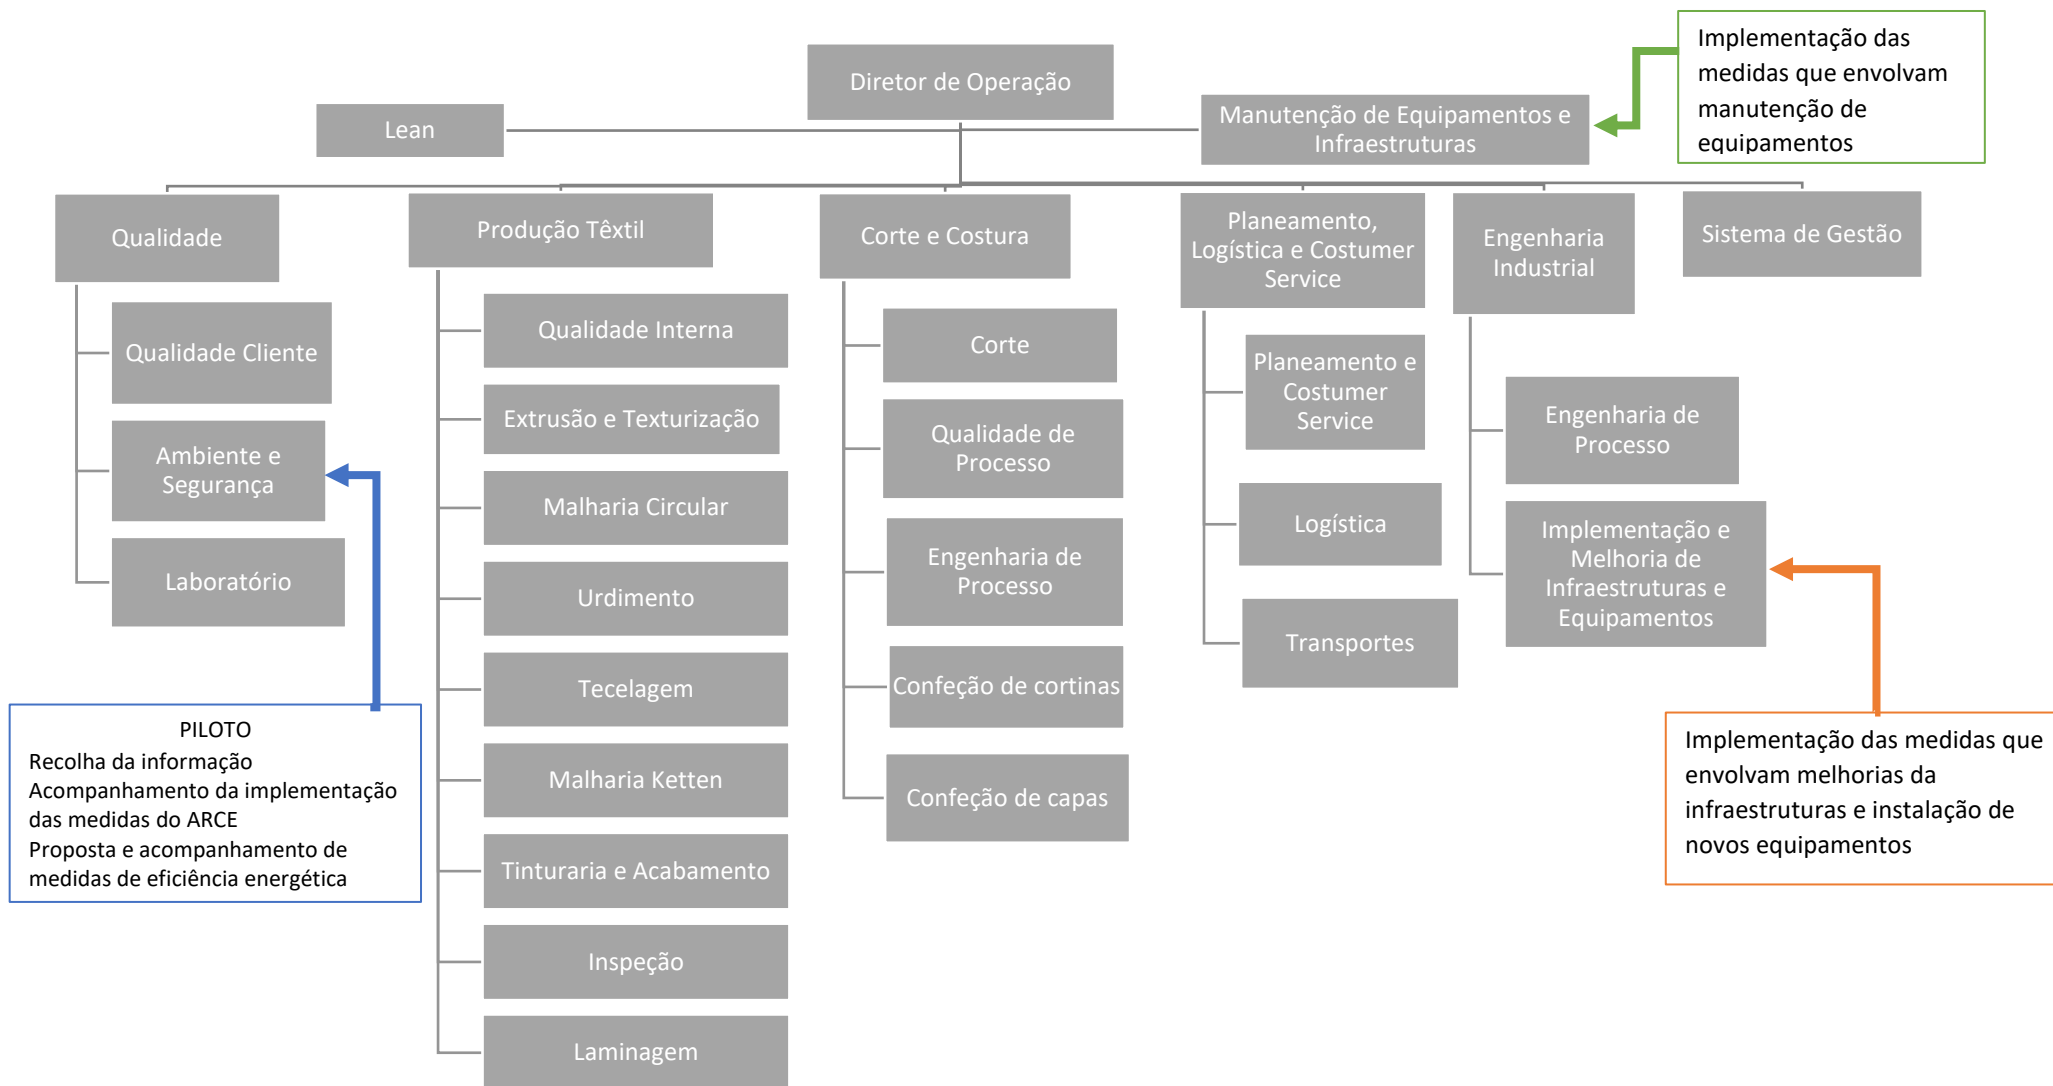 Diretor de Operação
Lean
Manutenção de Equipamentos e
Infraestruturas
Implementação das
medidas que envolvam
manutenção de
equipamentos
Qualidade
Qualidade Cliente
Ambiente e
Segurança
Laboratório
Produção Têxtil
Qualidade Interna
Extrusão e Texturização
Malharia Circular
Urdimento
Tecelagem
Malharia Ketten
Tinturaria e Acabamento
Inspeção
Laminagem
Corte e Costura
Corte
Qualidade de
Processo
Engenharia de
Processo
Confeção de cortinas
Confeção de capas
Planeamento,
Logística e Costumer
Service
Planeamento e
Costumer
Service
Logística
Transportes
Engenharia
Industrial
Engenharia de
Processo
Implementação e
Melhoria de
Infraestruturas e
Equipamentos
Sistema de Gestão
PILOTO
Recolha da informação
Acompanhamento da implementação
das medidas do ARCE
Proposta e acompanhamento de
medidas de eficiência energética
Implementação das medidas que
envolvam melhorias da
infraestruturas e instalação de
novos equipamentos